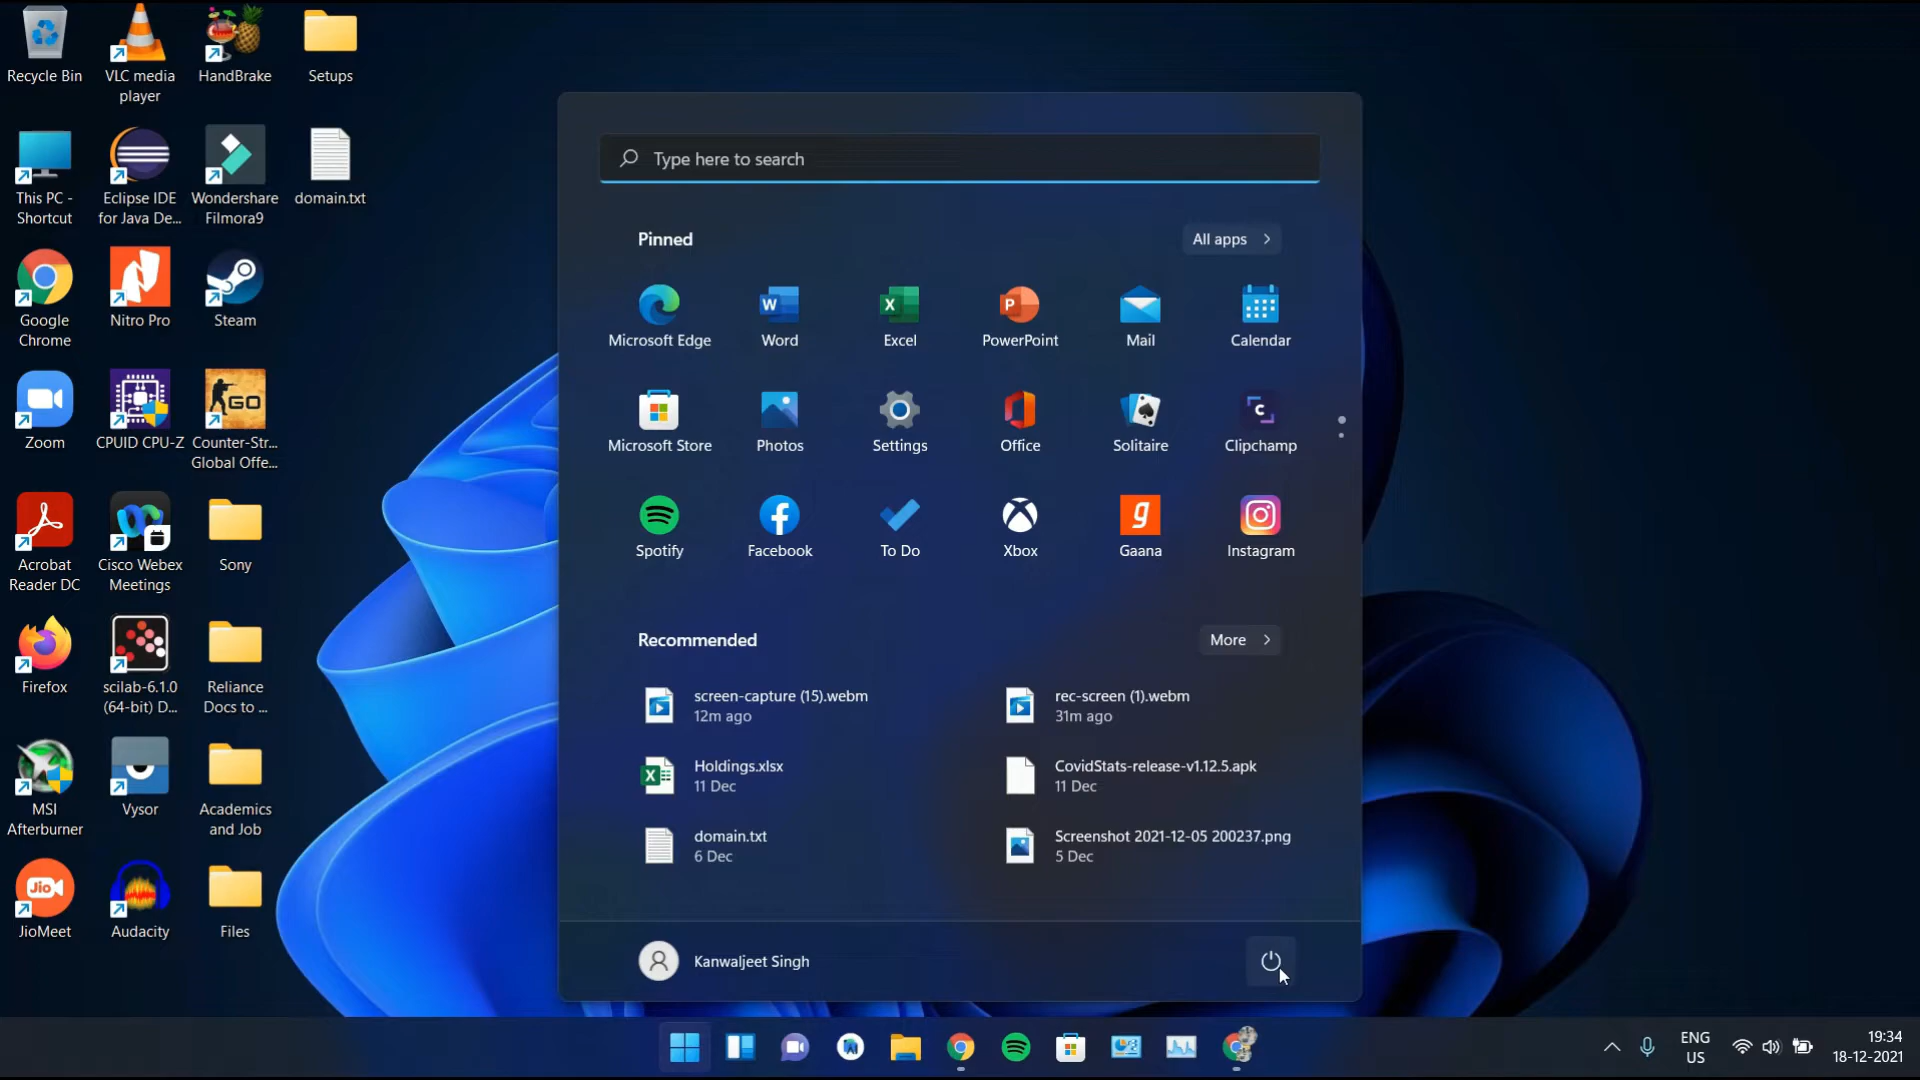 Recycle Bin
VLC media
player
HandBrake
Setups
This PC -
Shortcut
Eclipse IDE
for Java De...
Wondershare
Filmora9
domain.txt
Google
Chrome
Nitro Pro
Steam
Zoom
CPUID CPU-Z
GO
Counter-Str...
Global Offe...
Acrobat
Reader DC
Cisco Webex
Meetings
Sony
Firefox
scilab-6.1.0
(64-bit) D...
Reliance
Docs to ...
MSI
Afterburner
Vysor
Academics
and Job
Jio
JioMeet
Audacity
Files
Type here to search
Pinned
All apps
Microsoft Edge
W
Word
X
Excel
P
PowerPoint
Mail
Calendar
Microsoft Store
Photos
Settings
Office
Solitaire
C
Clipchamp
Spotify
f
Facebook
To Do
Xbox
g
Gaana
Instagram
Recommended
More
screen-capture (15).webm
12m ago
rec-screen (1).webm
31m ago
X
Holdings.xlsx
11 Dec
CovidStats-release-v1.12.5.apk
11 Dec
domain.txt
6 Dec
Screenshot 2021-12-05 200237.png
5 Dec
Kanwaljeet Singh
ENG
US
19:34
18-12-2021